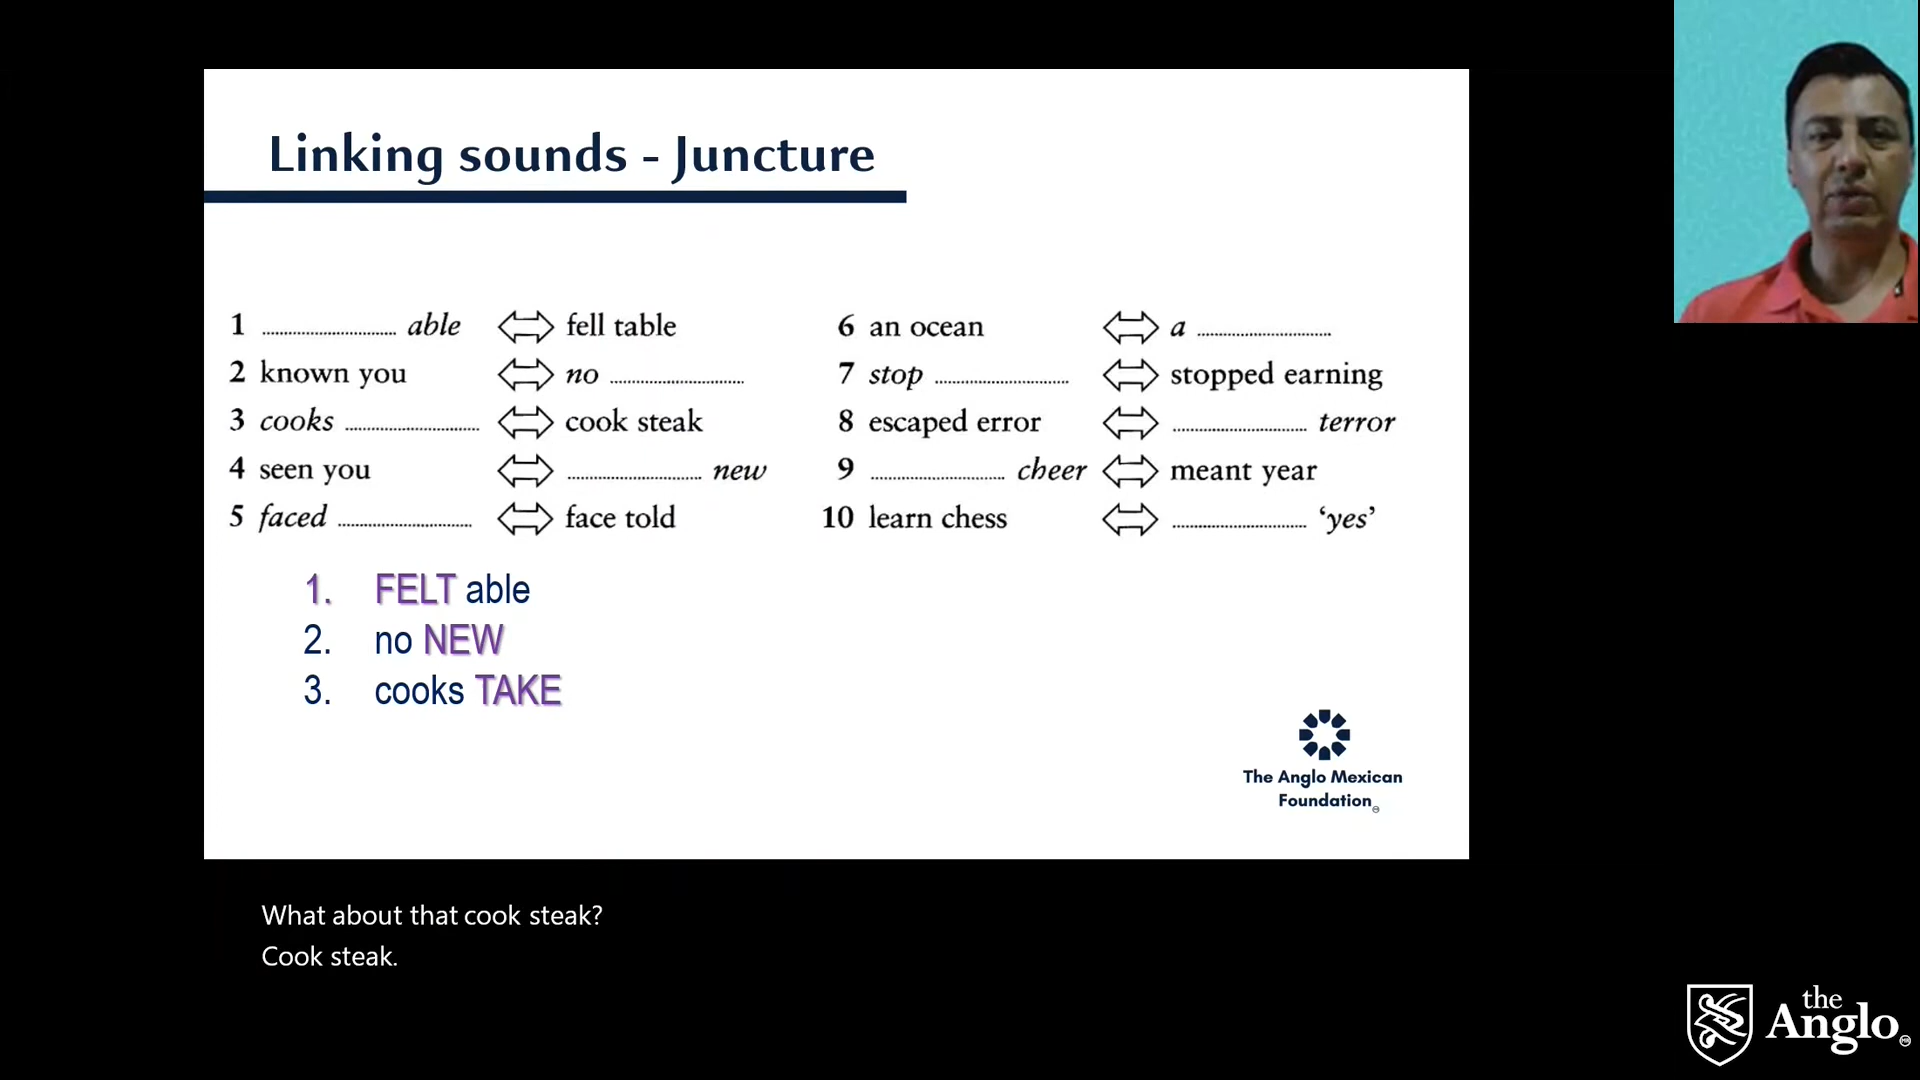 Linking sounds - Juncture
1 ................ able ⇔ fell table
2 known you ⇔ no ................
3 cooks ................ ⇔ cook steak
4 seen you ⇔ ................ new
5 faced ................ ⇔ face told
6 an ocean ⇔ a ................
7 stop ................ ⇔ stopped earning
8 escaped error ⇔ ................ terror
9 ................ cheer ⇔ meant year
10 learn chess ⇔ ................ ‘yes’
1. FELT able
2. no NEW
3. cooks TAKE
The Anglo Mexican
Foundation
What about that cook steak?
Cook steak.
the
Anglo